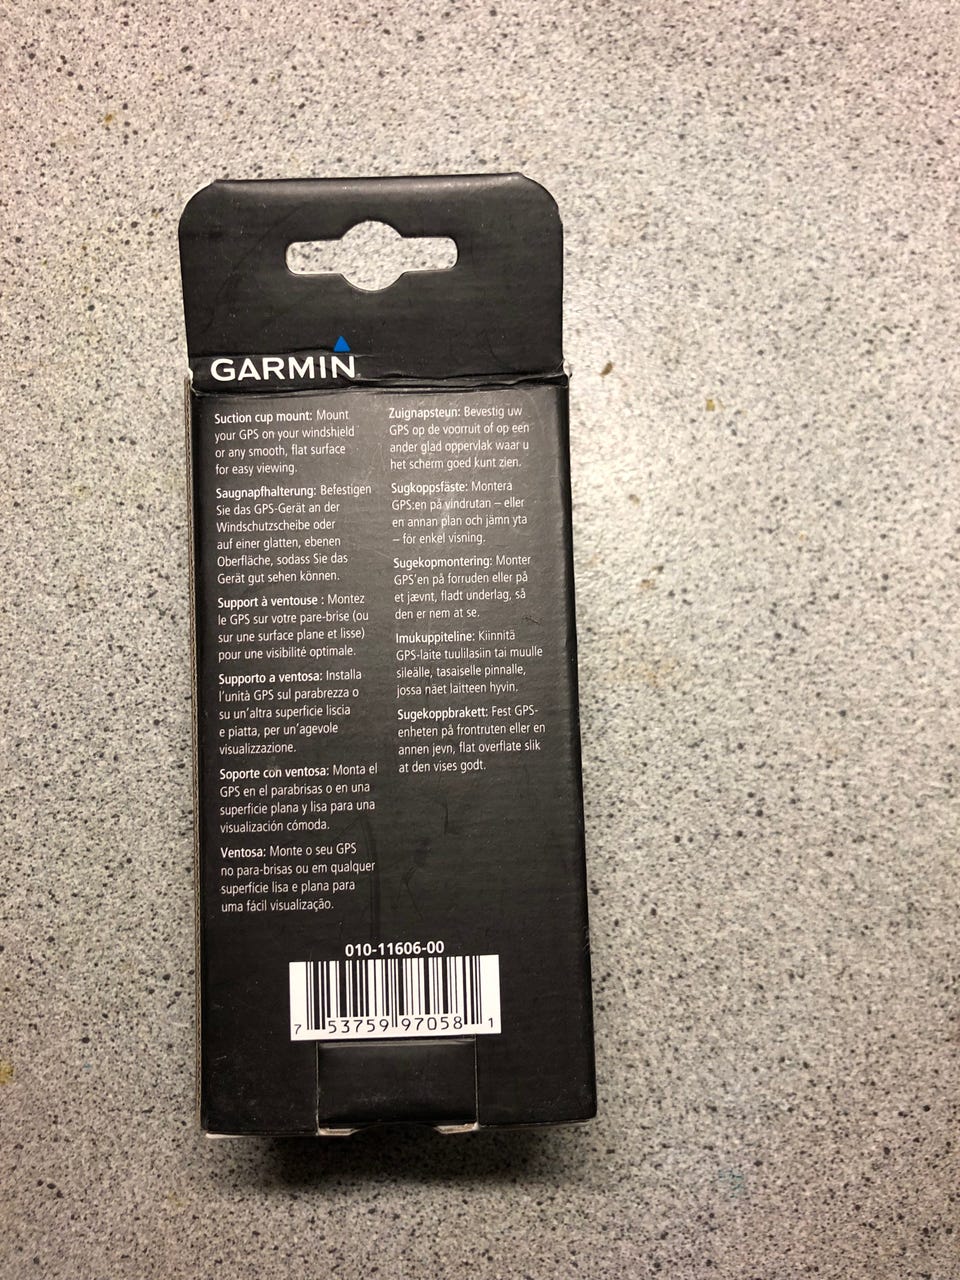 GARMIN
Suction cup mount: Mount
your GPS on your windshield
or any smooth, flat surface
for easy viewing.
Saugnapfhalterung: Befestigen
Sie das GPS-Gerät an der
Windschutzscheibe oder
auf einer glatten, ebenen
Oberfläche, sodass Sie das
Gerät gut sehen können.
Support à ventouse : Montez
le GPS sur votre pare-brise (ou
sur une surface plane et lisse)
pour une visibilité optimale.
Supporto a ventosa: Installa
l'unità GPS sul parabrezza o
su un'altra superficie liscia
e piatta, per un'agevole
visualizzazione.
Soporte con ventosa: Monta el
GPS en el parabrisas o en una
superficie plana y lisa para una
visualización cómoda.
Ventosa: Monte o seu GPS
no para-brisas ou em qualquer
superfície lisa e plana para
uma fácil visualização.
Zuignapsteun: Bevestig uw
GPS op de voorruit of op een
ander glad oppervlak waar u
het scherm goed kunt zien.
Sugkoppsfäste: Montera
GPS:en på vindrutan – eller
en annan plan och jämn yta
– för enkel visning.
Sugekopmontering: Monter
GPS'en på forruden eller på
et jævnt, fladt underlag, så
den er nem at se.
Imukuppiteline: Kiinnitä
GPS-laite tuulilasiin tai muulle
sileälle, tasaiselle pinnalle,
jossa näet laitteen hyvin.
Sugekoppbrakett: Fest GPS-
enheten på frontruten eller en
annen jevn, flat overflate slik
at den vises godt.
010-11606-00
7 53759 97058 1